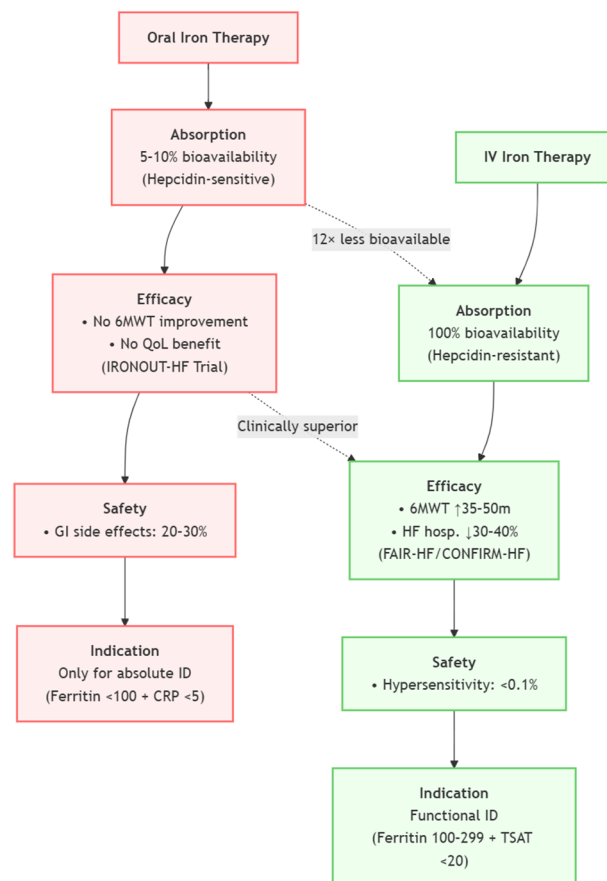 Oral Iron Therapy
Absorption
5-10% bioavailability
(Hepcidin-sensitive)
IV Iron Therapy
12× less bioavailable
Efficacy
• No 6MWT improvement
• No QoL benefit
(IRONOUT-HF Trial)
Absorption
100% bioavailability
(Hepcidin-resistant)
Clinically superior
Safety
• GI side effects: 20-30%
Efficacy
• 6MWT ↑35-50m
• HF hosp. ↓30-40%
(FAIR-HF/CONFIRM-HF)
Indication
Only for absolute ID
(Ferritin <100 + CRP <5)
Safety
• Hypersensitivity: <0.1%
Indication
Functional ID
(Ferritin 100-299 + TSAT
<20)